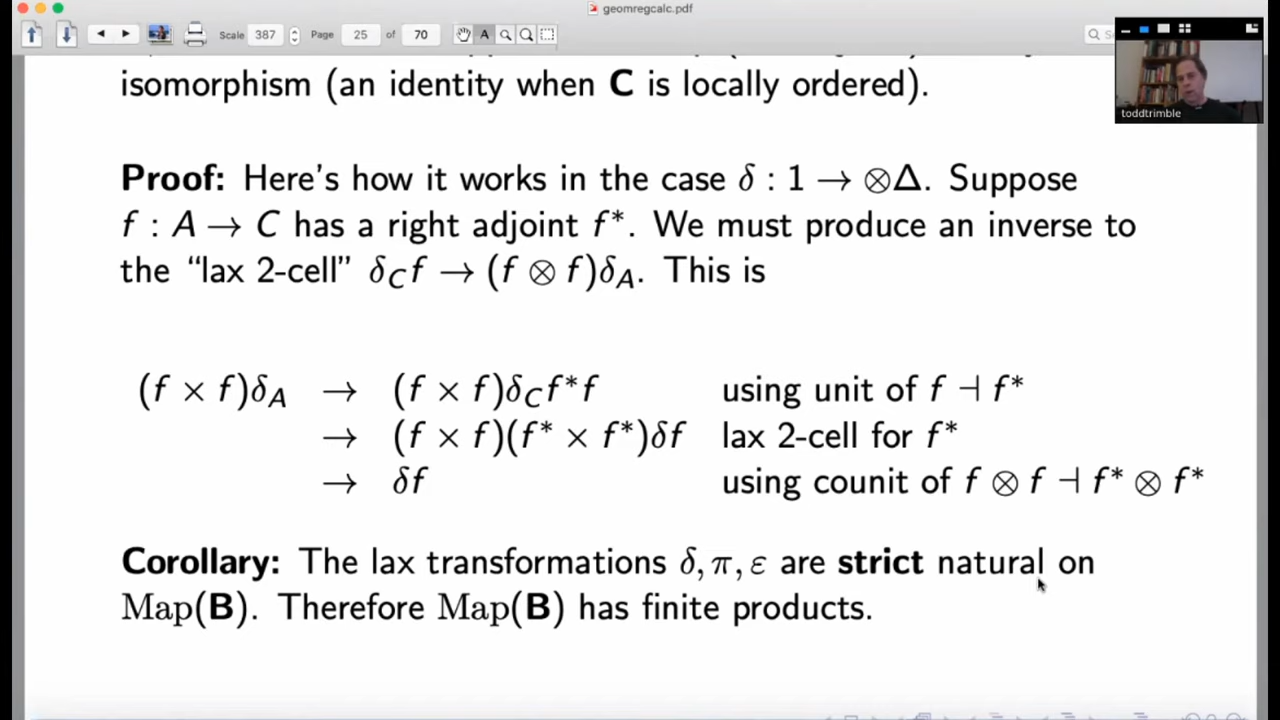 geomregcalc.pdf
Scale 387 Page 25 of 70
toddtrimble
isomorphism (an identity when C is locally ordered).
Proof: Here's how it works in the case δ : 1 → ⊗Δ. Suppose
f : A → C has a right adjoint f*. We must produce an inverse to
the “lax 2-cell” δ_C f → (f ⊗ f)δ_A. This is
(f × f)δ_A → (f × f)δ_C f*f using unit of f ⊣ f*
→ (f × f)(f* × f*)δf lax 2-cell for f*
→ δf using counit of f ⊗ f ⊣ f* ⊗ f*
Corollary: The lax transformations δ, π, ε are strict natural on
Map(B). Therefore Map(B) has finite products.